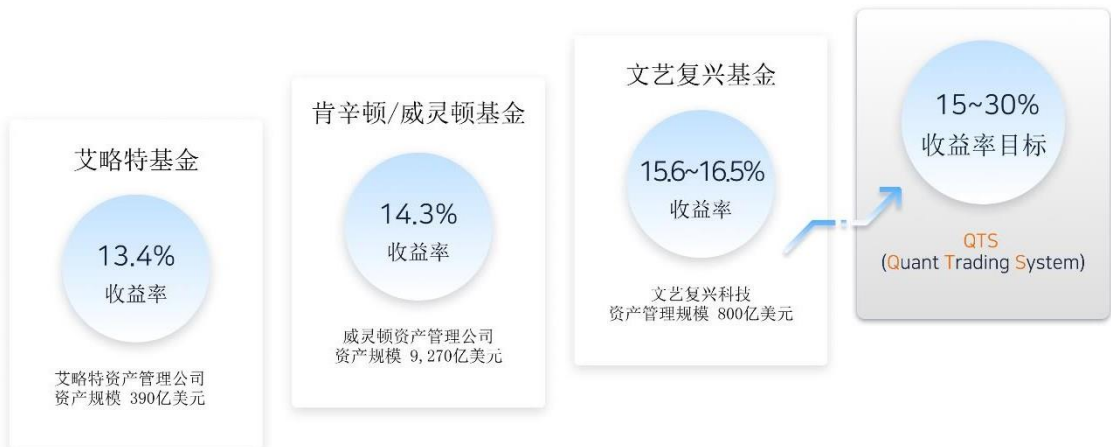 艾略特基金
13.4%
收益率
艾略特资产管理公司
资产规模 390亿美元
肯辛顿/威灵顿基金
14.3%
收益率
威灵顿资产管理公司
资产规模 9,270亿美元
文艺复兴基金
15.6~16.5%
收益率
文艺复兴科技
资产管理规模 800亿美元
15~30%
收益率目标
QTS
(Quant Trading System)